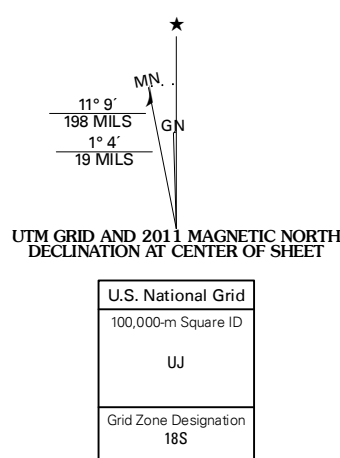 ★
MN
11° 9´
198 MILS
GN
1° 4´
19 MILS
UTM GRID AND 2011 MAGNETIC NORTH
DECLINATION AT CENTER OF SHEET
U.S. National Grid
100,000-m Square ID
UJ
Grid Zone Designation
18S